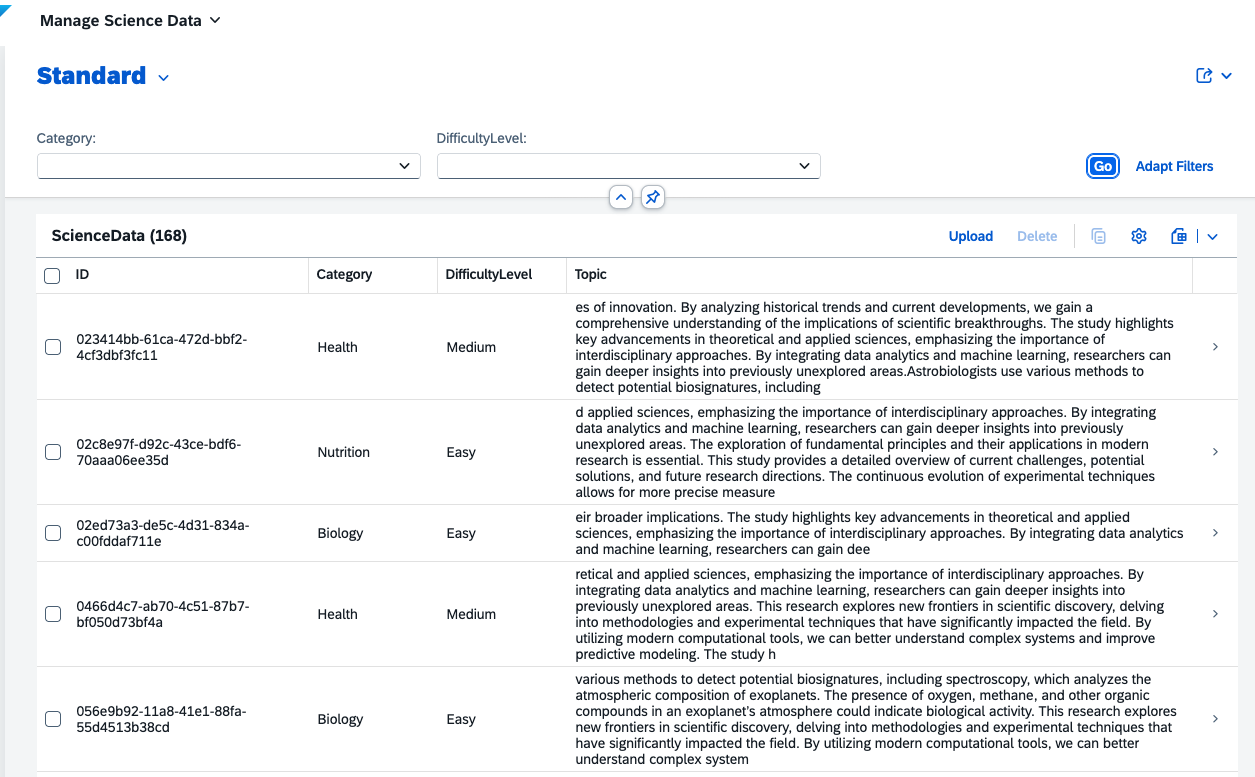 Manage Science Data
Standard
Category:
DifficultyLevel:
Go
Adapt Filters
ScienceData (168)
Upload
Delete
ID
Category
DifficultyLevel
Topic
023414bb-61ca-472d-bbf2-
4cf3dbf3fc11
Health
Medium
es of innovation. By analyzing historical trends and current developments, we gain a
comprehensive understanding of the implications of scientific breakthroughs. The study highlights
key advancements in theoretical and applied sciences, emphasizing the importance of
interdisciplinary approaches. By integrating data analytics and machine learning, researchers can
gain deeper insights into previously unexplored areas.Astrobiologists use various methods to
detect potential biosignatures, including
02c8e97f-d92c-43ce-bdf6-
70aaa06ee35d
Nutrition
Easy
d applied sciences, emphasizing the importance of interdisciplinary approaches. By integrating
data analytics and machine learning, researchers can gain deeper insights into previously
unexplored areas. The exploration of fundamental principles and their applications in modern
research is essential. This study provides a detailed overview of current challenges, potential
solutions, and future research directions. The continuous evolution of experimental techniques
allows for more precise measure
02ed73a3-de5c-4d31-834a-
c00fddaf711e
Biology
Easy
eir broader implications. The study highlights key advancements in theoretical and applied
sciences, emphasizing the importance of interdisciplinary approaches. By integrating data analytics
and machine learning, researchers can gain dee
0466d4c7-ab70-4c51-87b7-
bf050d73bf4a
Health
Medium
retical and applied sciences, emphasizing the importance of interdisciplinary approaches. By
integrating data analytics and machine learning, researchers can gain deeper insights into
previously unexplored areas. This research explores new frontiers in scientific discovery, delving
into methodologies and experimental techniques that have significantly impacted the field. By
utilizing modern computational tools, we can better understand complex systems and improve
predictive modeling. The study h
056e9b92-11a8-41e1-88fa-
55d4513b38cd
Biology
Easy
various methods to detect potential biosignatures, including spectroscopy, which analyzes the
atmospheric composition of exoplanets. The presence of oxygen, methane, and other organic
compounds in an exoplanet's atmosphere could indicate biological activity. This research explores
new frontiers in scientific discovery, delving into methodologies and experimental techniques that
have significantly impacted the field. By utilizing modern computational tools, we can better
understand complex system